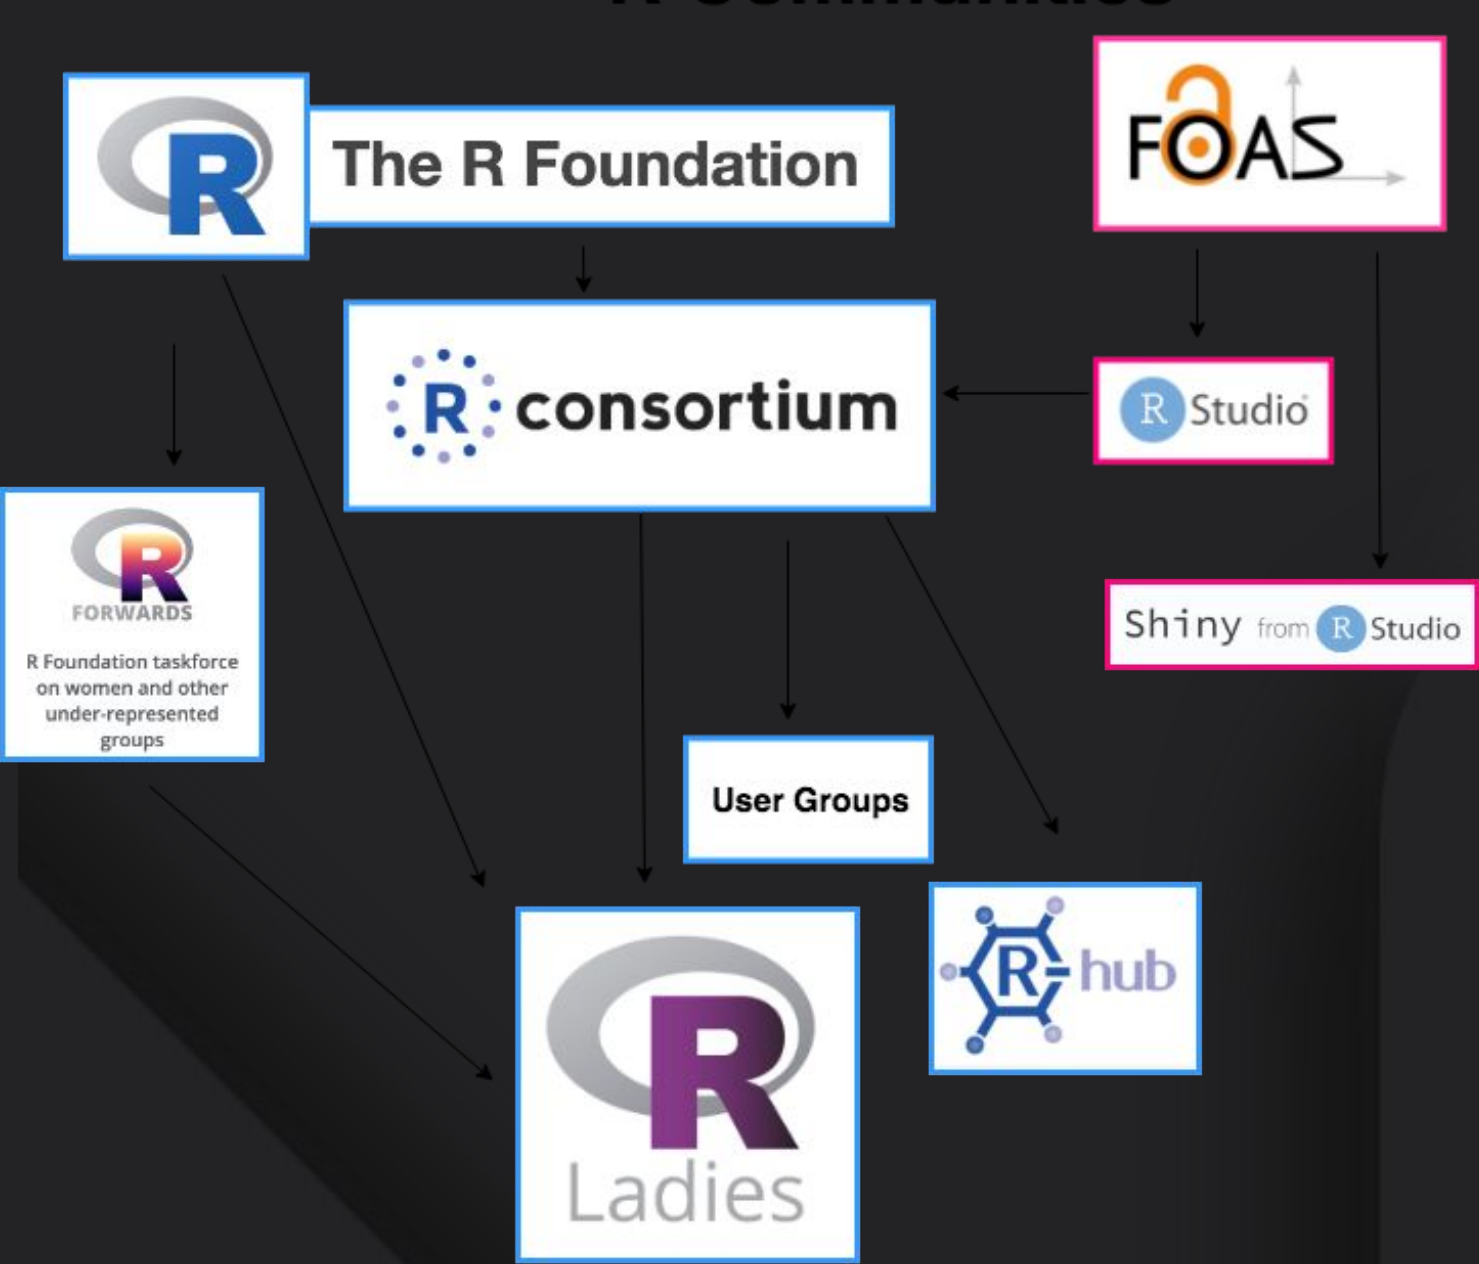 R Communities
The R Foundation
FOAS
R consortium
R Studio
R
FORWARDS
R Foundation taskforce
on women and other
under-represented
groups
Shiny from R Studio
User Groups
R hub
R
Ladies